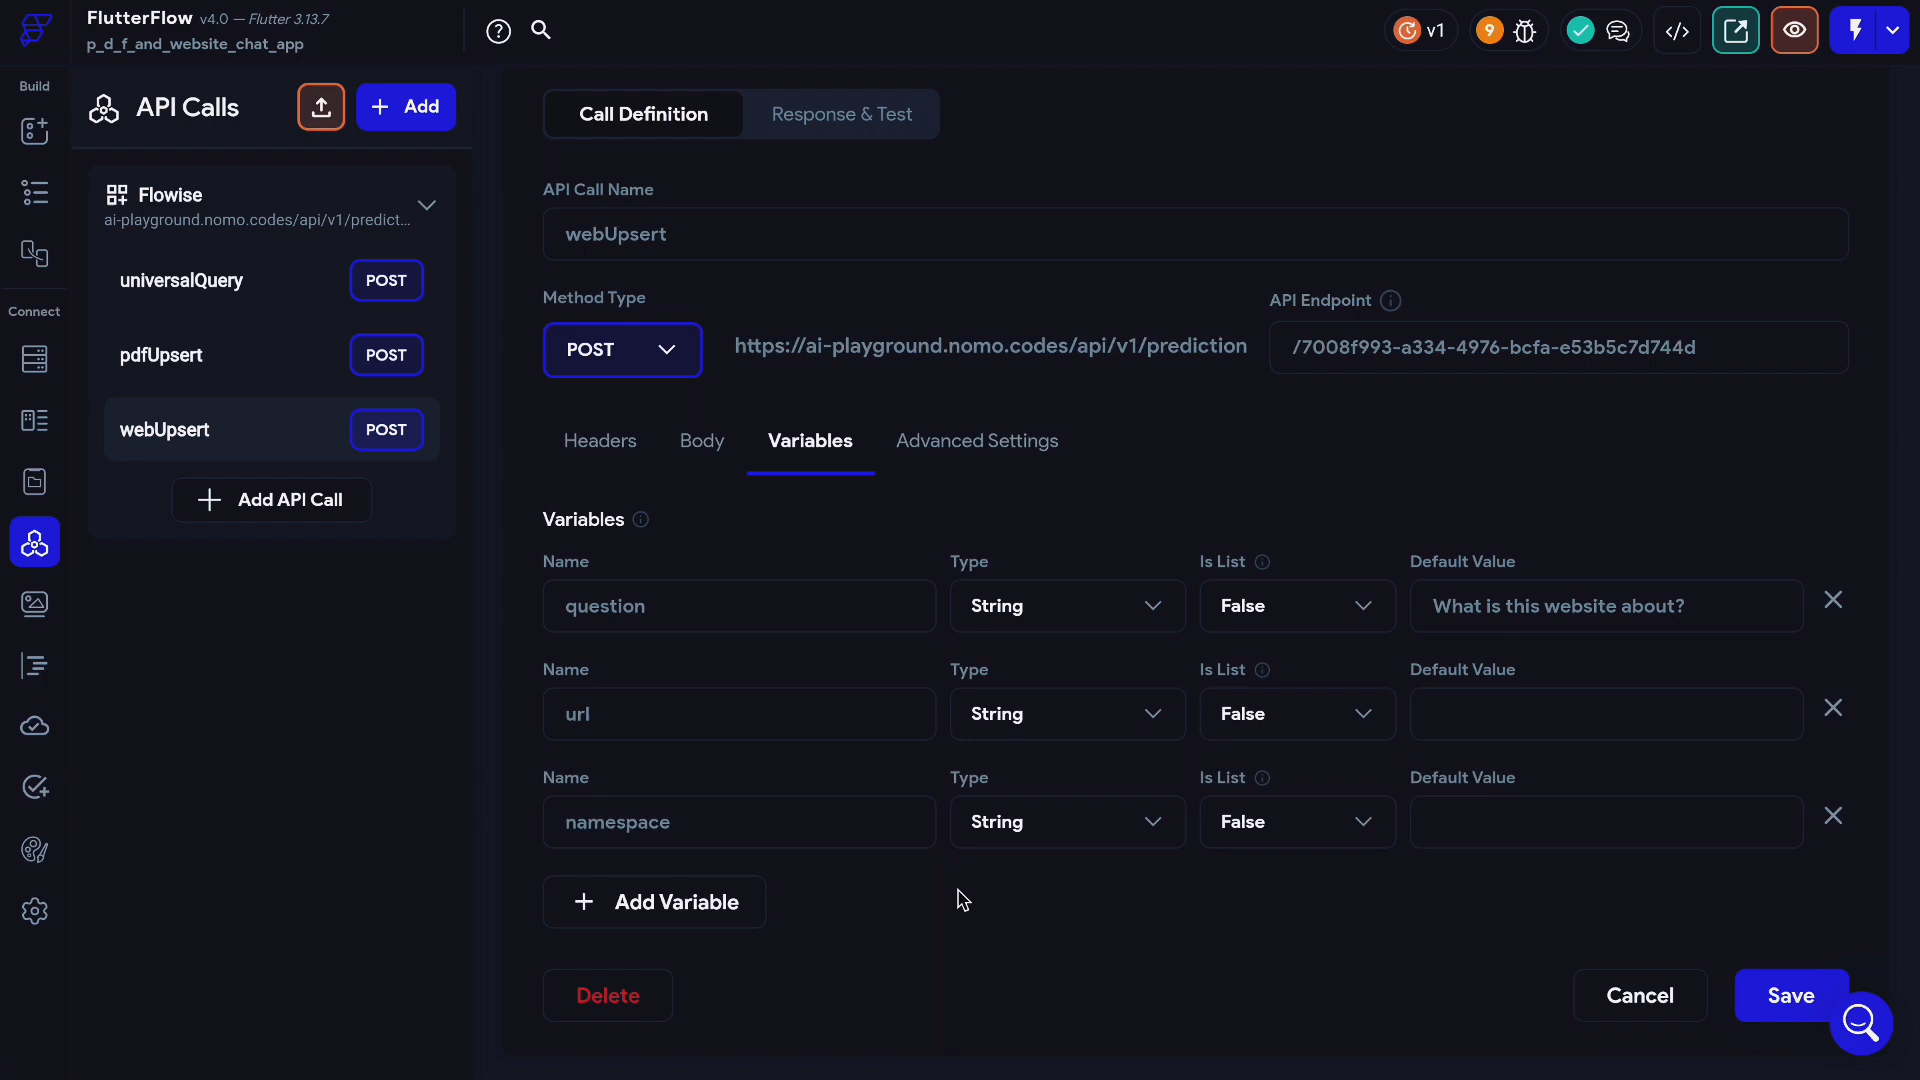 FlutterFlow v4.0 — Flutter 3.13.7
p_d_f_and_website_chat_app
v1
9
Build
Connect
API Calls
Add
Flowise
ai-playground.nomo.codes/api/v1/predict...
universalQuery POST
pdfUpsert POST
webUpsert POST
Add API Call
Call Definition
Response & Test
API Call Name
webUpsert
Method Type
API Endpoint
POST
https://ai-playground.nomo.codes/api/v1/prediction
/7008f993-a334-4976-bcfa-e53b5c7d744d
Headers Body Variables Advanced Settings
Variables
Name Type Is List Default Value
question String False What is this website about?
Name Type Is List Default Value
url String False
Name Type Is List Default Value
namespace String False
Add Variable
Delete
Cancel
Save